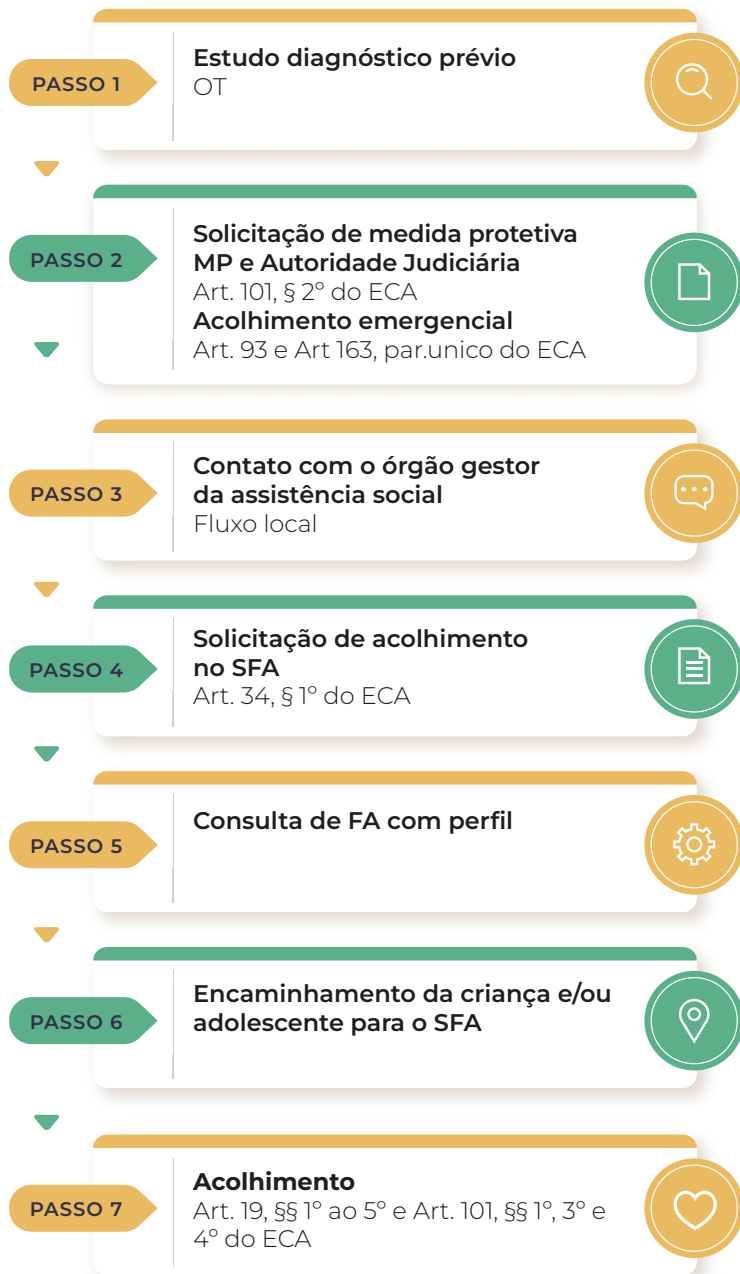 PASSO 1
Estudo diagnóstico prévio
OT
PASSO 2
Solicitação de medida protetiva
MP e Autoridade Judiciária
Art. 101, § 2º do ECA
Acolhimento emergencial
Art. 93 e Art 163, par.unico do ECA
PASSO 3
Contato com o órgão gestor
da assistência social
Fluxo local
PASSO 4
Solicitação de acolhimento
no SFA
Art. 34, § 1º do ECA
PASSO 5
Consulta de FA com perfil
PASSO 6
Encaminhamento da criança e/ou
adolescente para o SFA
PASSO 7
Acolhimento
Art. 19, §§ 1º ao 5º e Art. 101, §§ 1º, 3º e
4º do ECA